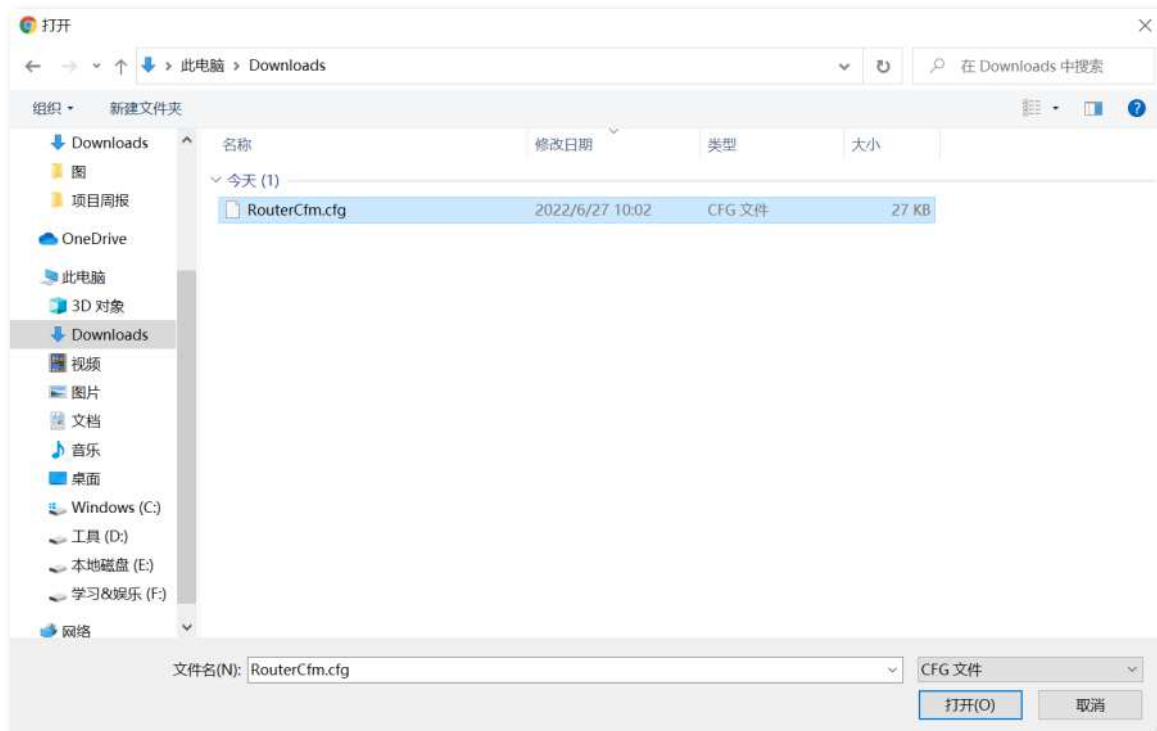 打开
此电脑 > Downloads
在 Downloads 中搜索
组织 新建文件夹
名称 修改日期 类型 大小
Downloads
图
项目周报
OneDrive
此电脑
3D 对象
Downloads
视频
图片
文档
音乐
桌面
Windows (C:)
工具 (D:)
本地磁盘 (E:)
学习&娱乐 (F:)
网络
今天 (1)
RouterCfm.cfg 2022/6/27 10:02 CFG 文件 27 KB
文件名(N): RouterCfm.cfg CFG 文件
打开(O) 取消